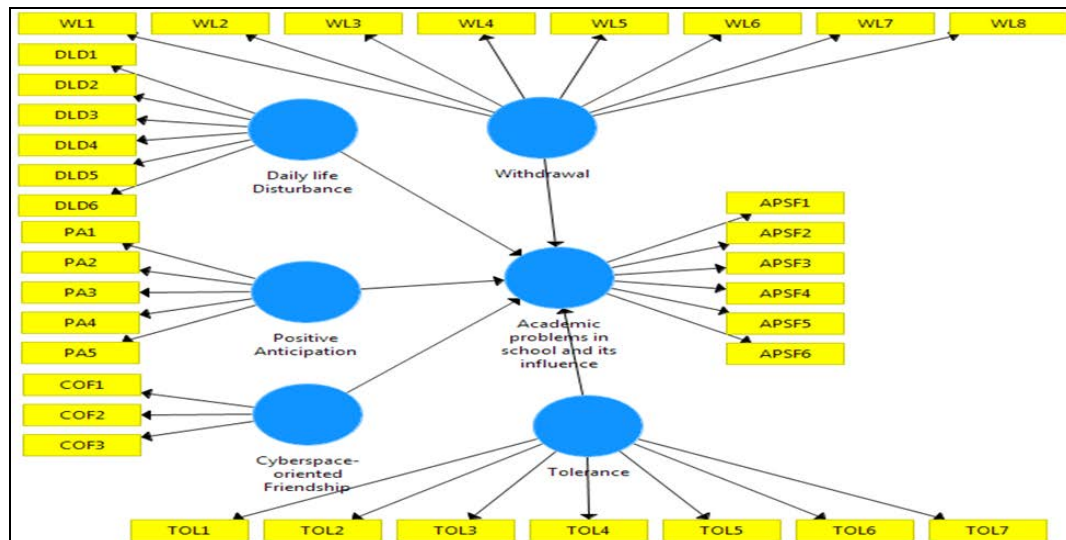 WL1 WL2 WL3 WL4 WL5 WL6 WL7 WL8
DLD1
DLD2
DLD3
DLD4
DLD5
DLD6
Daily life
Disturbance
Withdrawal
PA1
PA2
PA3
PA4
PA5
Positive
Anticipation
Academic
problems in
school and its
influence
APSF1
APSF2
APSF3
APSF4
APSF5
APSF6
COF1
COF2
COF3
Cyberspace-
oriented
Friendship
Tolerance
TOL1 TOL2 TOL3 TOL4 TOL5 TOL6 TOL7